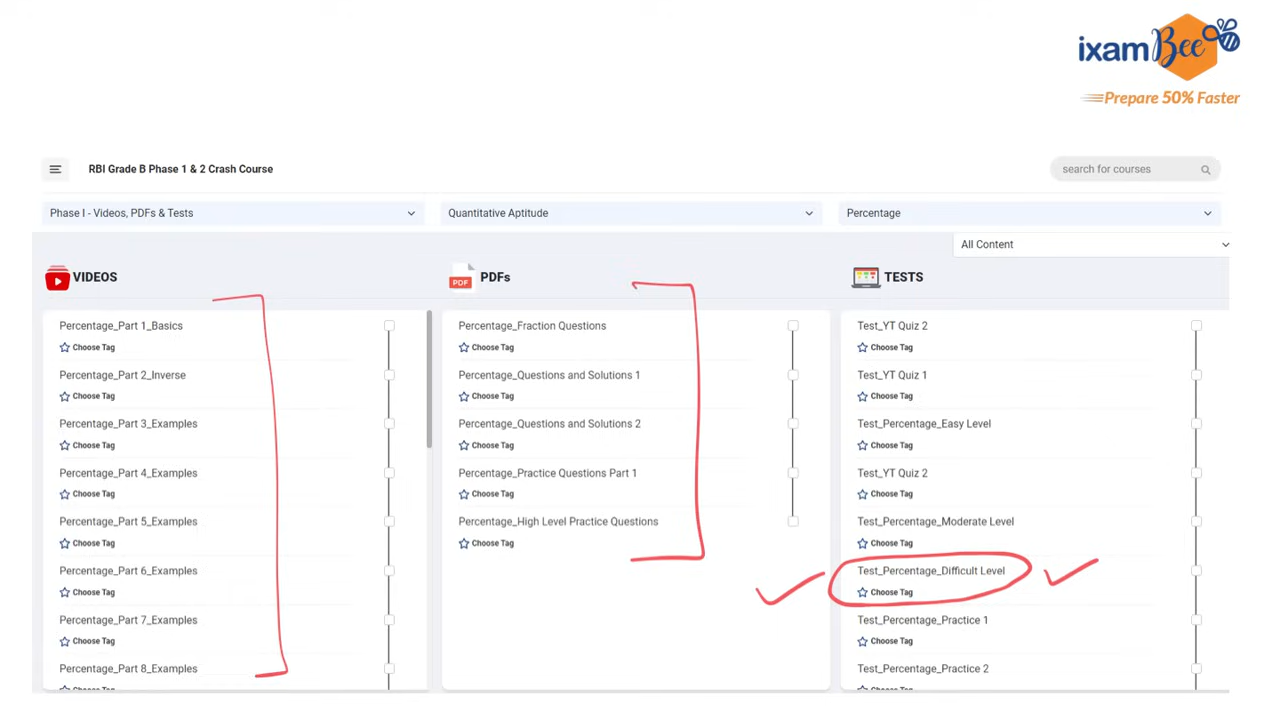 ixamBee
Prepare 50% Faster
RBI Grade B Phase 1 & 2 Crash Course
search for courses
Phase I - Videos, PDFs & Tests
Quantitative Aptitude
Percentage
All Content
VIDEOS
Percentage_Part 1_Basics
Choose Tag
Percentage_Part 2_Inverse
Choose Tag
Percentage_Part 3_Examples
Choose Tag
Percentage_Part 4_Examples
Choose Tag
Percentage_Part 5_Examples
Choose Tag
Percentage_Part 6_Examples
Choose Tag
Percentage_Part 7_Examples
Choose Tag
Percentage_Part 8_Examples
Choose Tag
PDF
PDFs
Percentage_Fraction Questions
Choose Tag
Percentage_Questions and Solutions 1
Choose Tag
Percentage_Questions and Solutions 2
Choose Tag
Percentage_Practice Questions Part 1
Choose Tag
Percentage_High Level Practice Questions
Choose Tag
TESTS
Test_YT Quiz 2
Choose Tag
Test_YT Quiz 1
Choose Tag
Test_Percentage_Easy Level
Choose Tag
Test_YT Quiz 2
Choose Tag
Test_Percentage_Moderate Level
Choose Tag
Test_Percentage_Difficult Level
Choose Tag
Test_Percentage_Practice 1
Choose Tag
Test_Percentage_Practice 2
Choose Tag